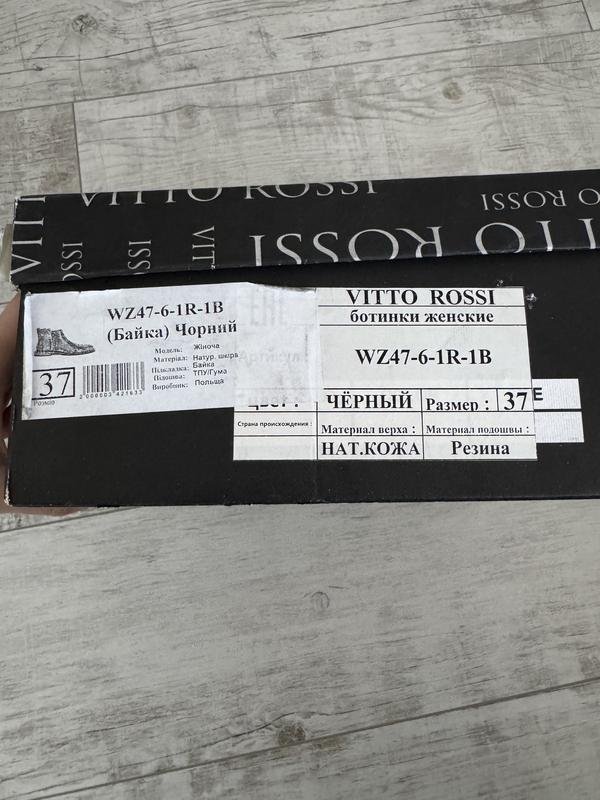 VITTO ROSSI
VITTO ROSSI
WZ47-6-1R-1B
(Байка) Чорний
Модель: Жіноча
Матеріал: Натур. шкіра
Підкладка: Байка
Підошва: ТПУ/Гума
Виробник: Польща
37
Розмір
2000003421633
VITTO ROSSI
ботинки женские
WZ47-6-1R-1B
ЧЁРНЫЙ
Размер : 37
Страна происхождения :
Материал верха :
Материал подошвы :
НАТ.КОЖА
Резина